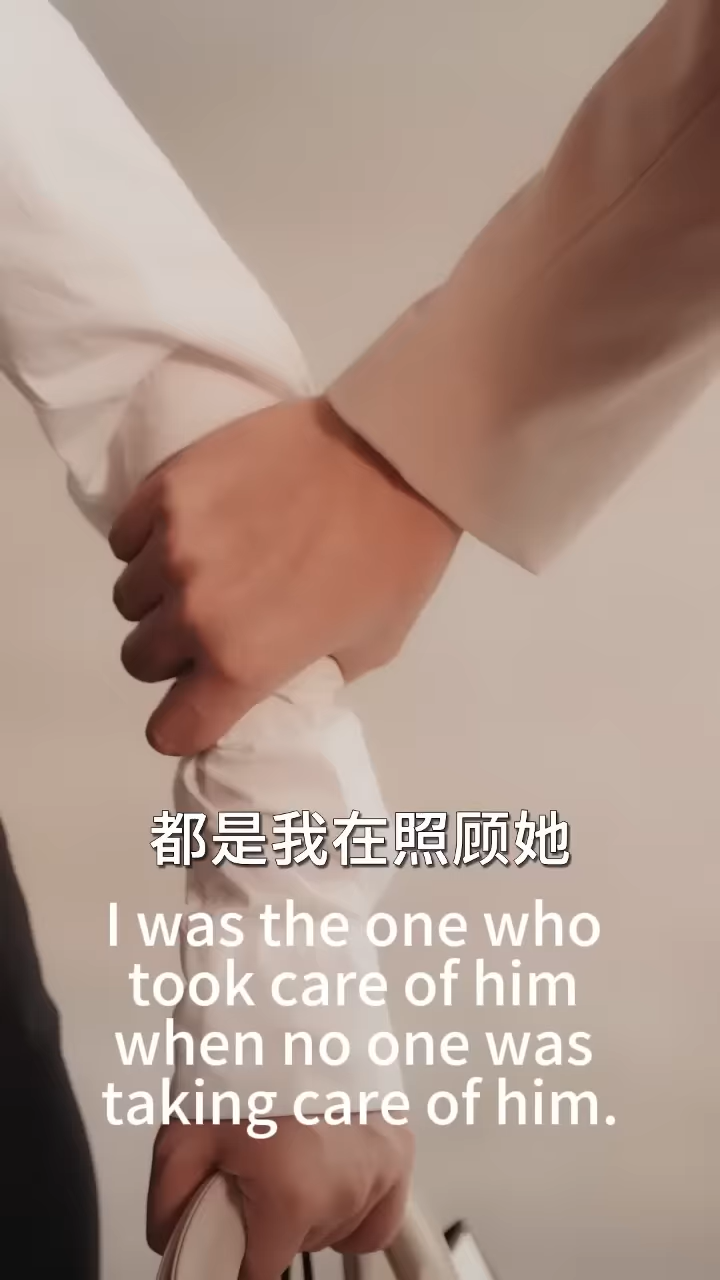 都是我在照顾她
I was the one who
took care of him
when no one was
taking care of him.